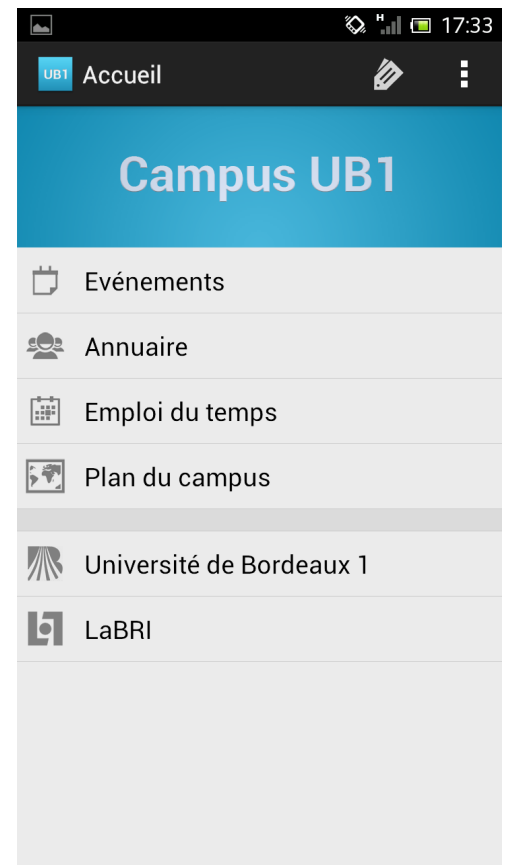 H 17:33
UB1 Accueil
Campus UB1
Evénements
Annuaire
Emploi du temps
Plan du campus
Université de Bordeaux 1
LaBRI